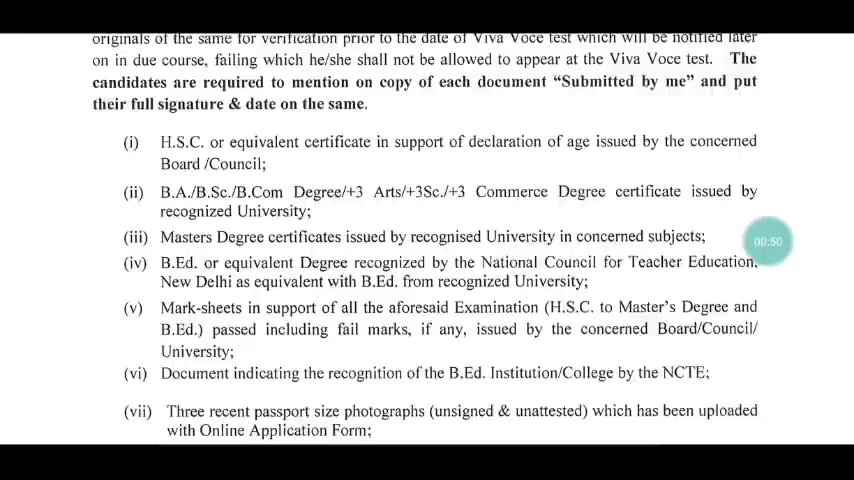 originals of the same for verification prior to the date of Viva Voce test which will be notified later
on in due course, failing which he/she shall not be allowed to appear at the Viva Voce test. The
candidates are required to mention on copy of each document “Submitted by me” and put
their full signature & date on the same.
(i) H.S.C. or equivalent certificate in support of declaration of age issued by the concerned
Board /Council;
(ii) B.A./B.Sc./B.Com Degree/+3 Arts/+3Sc./+3 Commerce Degree certificate issued by
recognized University;
(iii) Masters Degree certificates issued by recognised University in concerned subjects;
00:50
(iv) B.Ed. or equivalent Degree recognized by the National Council for Teacher Education,
New Delhi as equivalent with B.Ed. from recognized University;
(v) Mark-sheets in support of all the aforesaid Examination (H.S.C. to Master’s Degree and
B.Ed.) passed including fail marks, if any, issued by the concerned Board/Council/
University;
(vi) Document indicating the recognition of the B.Ed. Institution/College by the NCTE;
(vii) Three recent passport size photographs (unsigned & unattested) which has been uploaded
with Online Application Form;